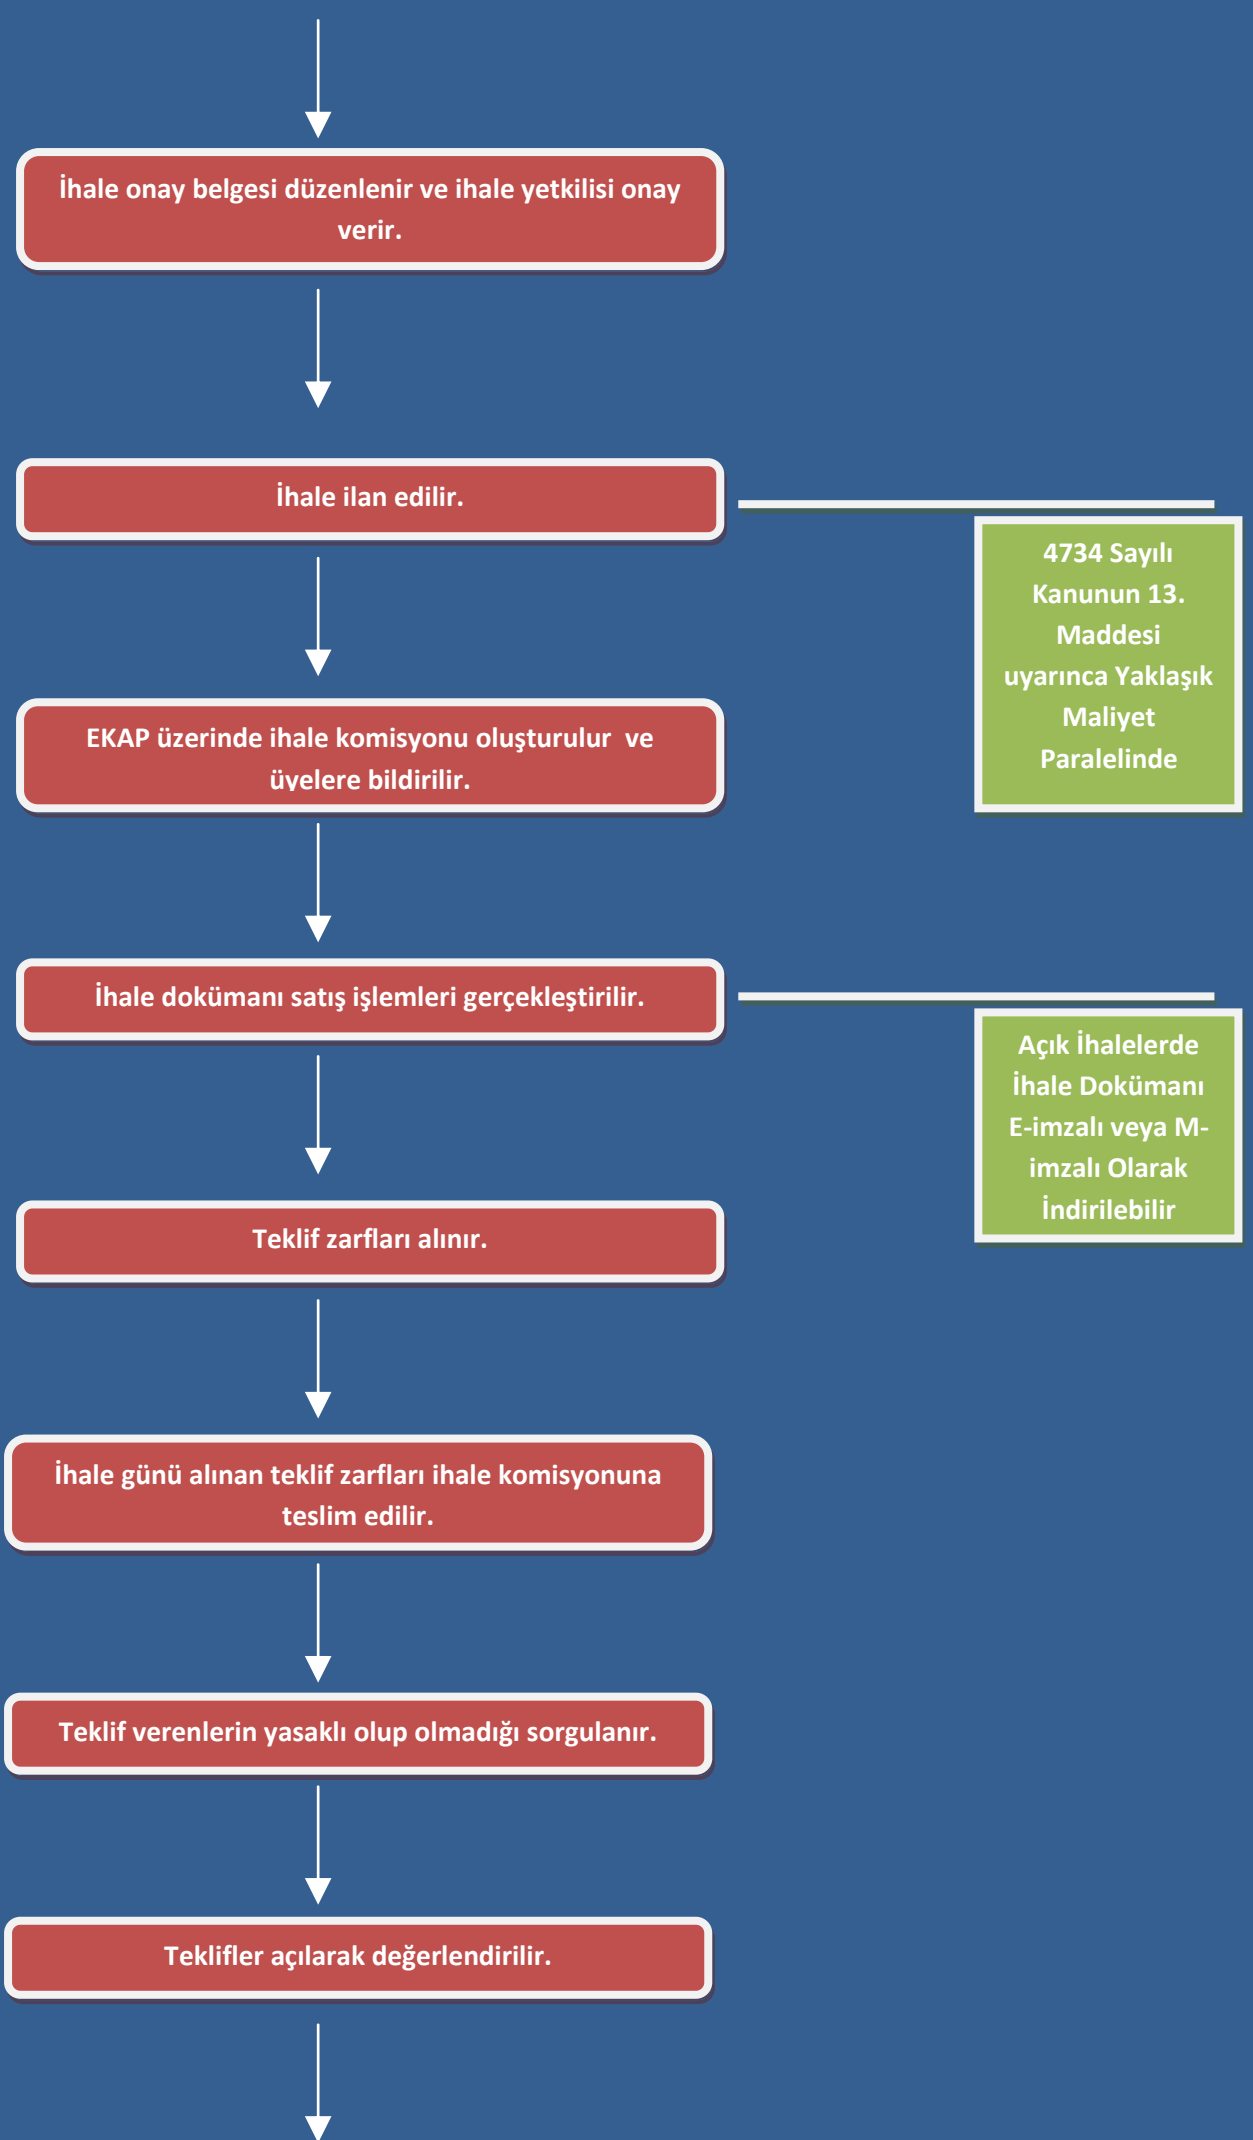 İhale onay belgesi düzenlenir ve ihale yetkilisi onay
verir.
İhale ilan edilir.
4734 Sayılı
Kanunun 13.
Maddesi
uyarınca Yaklaşık
Maliyet
Paralelinde
EKAP üzerinde ihale komisyonu oluşturulur  ve
üyelere bildirilir.
İhale dokümanı satış işlemleri gerçekleştirilir.
Açık İhalelerde
İhale Dokümanı
E-imzalı veya M-
imzalı Olarak
İndirilebilir
Teklif zarfları alınır.
İhale günü alınan teklif zarfları ihale komisyonuna
teslim edilir.
Teklif verenlerin yasaklı olup olmadığı sorgulanır.
Teklifler açılarak değerlendirilir.